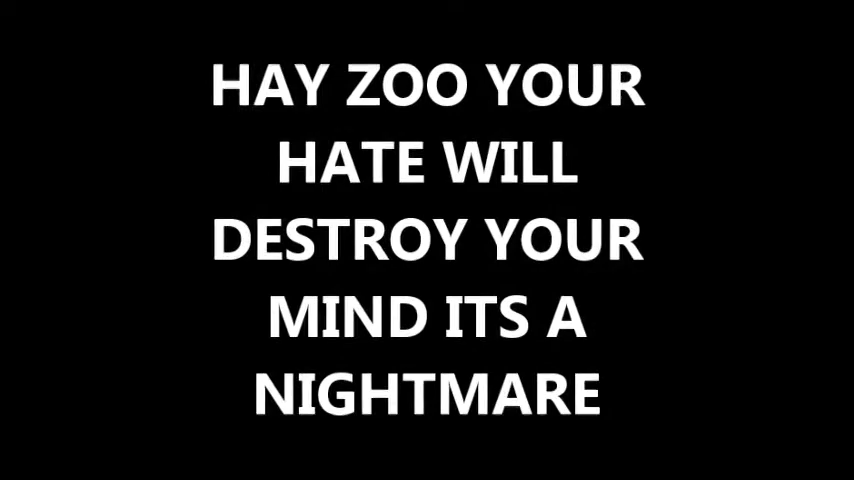 HAY ZOO YOUR
HATE WILL
DESTROY YOUR
MIND ITS A
NIGHTMARE